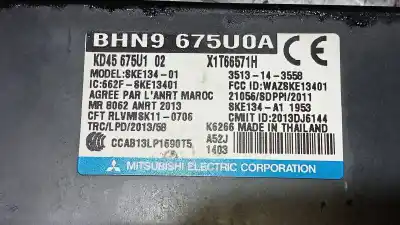 BHN9 675U0A
KD45 675U1 02 X1T66571H
MODEL:SKE134-01 3513-14-3558
IC:662F-SKE13401 FCC ID:WAZSKE13401
AGREE PAR L'ANRT MAROC 21056/SDPPI/2011
MR 8062 ANRT 2013 SKE134-A1 1953
CFT RLVMISK11-0706 CMIIT ID:2013DJ6144
TRC/LPD/2013/58 K6266 MADE IN THAILAND
CCAB13LP1690T5 A52J
1403
MITSUBISHI ELECTRIC CORPORATION